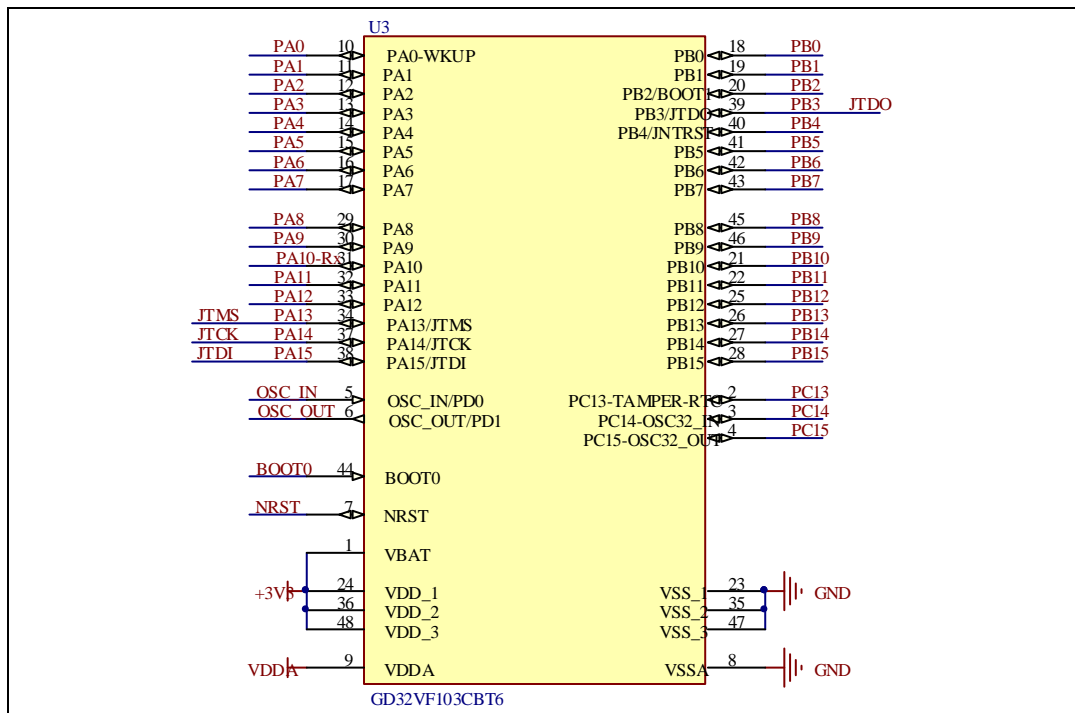 U3
PA0 10 PA0-WKUP PB0 18 PB0
PA1 11 PA1 PB1 19 PB1
PA2 12 PA2 PB2/BOOT1 20 PB2
PA3 13 PA3 PB3/JTDO 39 PB3 JTDO
PA4 14 PA4 PB4/JNTRST 40 PB4
PA5 15 PA5 PB5 41 PB5
PA6 16 PA6 PB6 42 PB6
PA7 17 PA7 PB7 43 PB7
PA8 29 PA8 PB8 45 PB8
PA9 30 PA9 PB9 46 PB9
PA10-Rx 31 PA10 PB10 21 PB10
PA11 32 PA11 PB11 22 PB11
PA12 33 PA12 PB12 25 PB12
JTMS PA13 34 PA13/JTMS PB13 26 PB13
JTCK PA14 37 PA14/JTCK PB14 27 PB14
JTDI PA15 38 PA15/JTDI PB15 28 PB15
OSC_IN 5 OSC_IN/PD0 PC13-TAMPER-RTC 2 PC13
OSC_OUT 6 OSC_OUT/PD1 PC14-OSC32_IN 3 PC14
PC15-OSC32_OUT 4 PC15
BOOT0 44 BOOT0
NRST 7 NRST
1 VBAT
+3V3 24 VDD_1 VSS_1 23 GND
36 VDD_2 VSS_2 35
48 VDD_3 VSS_3 47
VDDA 9 VDDA VSSA 8 GND
GD32VF103CBT6